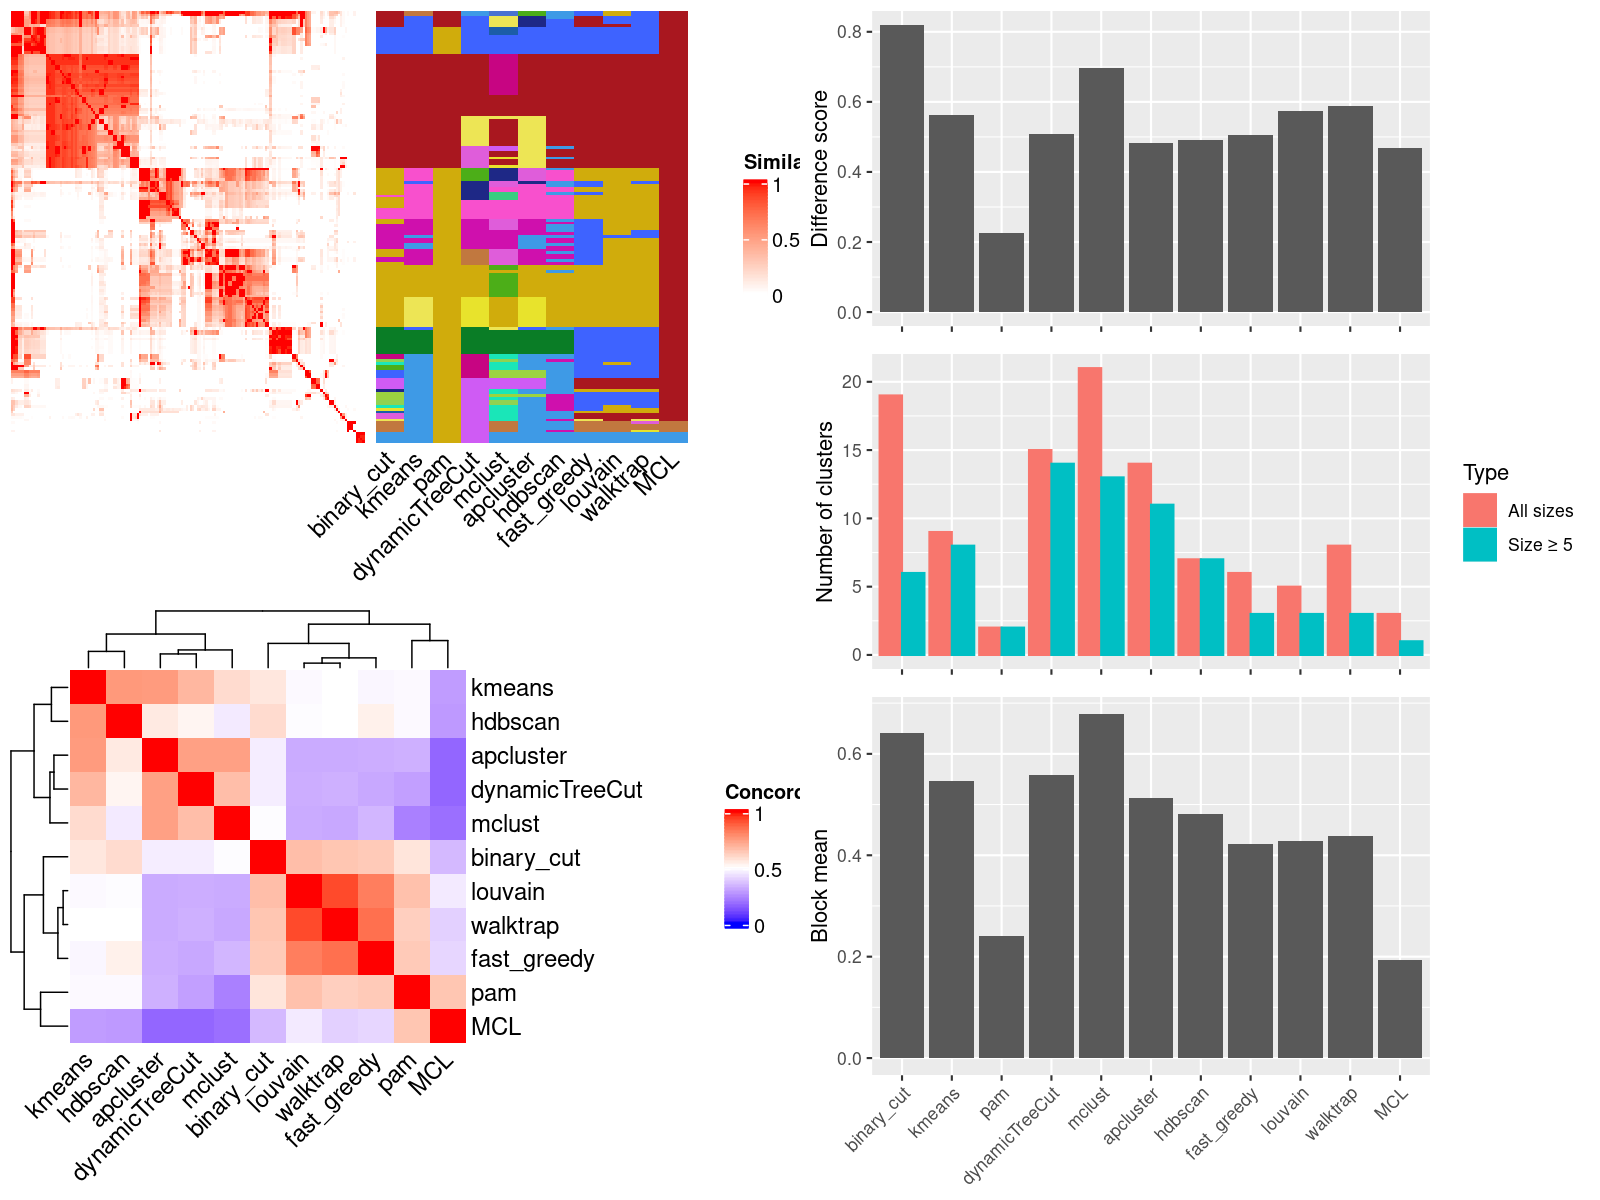 Simila
1
0.5
0
binary_cut
kmeans
pam
dynamicTreeCut
mclust
apcluster
hdbscan
fast_greedy
louvain
walktrap
MCL
kmeans
hdbscan
apcluster
dynamicTreeCut
mclust
binary_cut
louvain
walktrap
fast_greedy
pam
MCL
kmeans
hdbscan
apcluster
dynamicTreeCut
mclust
binary_cut
louvain
walktrap
fast_greedy
pam
MCL
Concord
1
0.5
0
Difference score
0.8
0.6
0.4
0.2
0.0
Number of clusters
20
15
10
5
0
Type
All sizes
Size ≥ 5
Block mean
0.6
0.4
0.2
0.0
binary_cut
kmeans
pam
dynamicTreeCut
mclust
apcluster
hdbscan
fast_greedy
louvain
walktrap
MCL